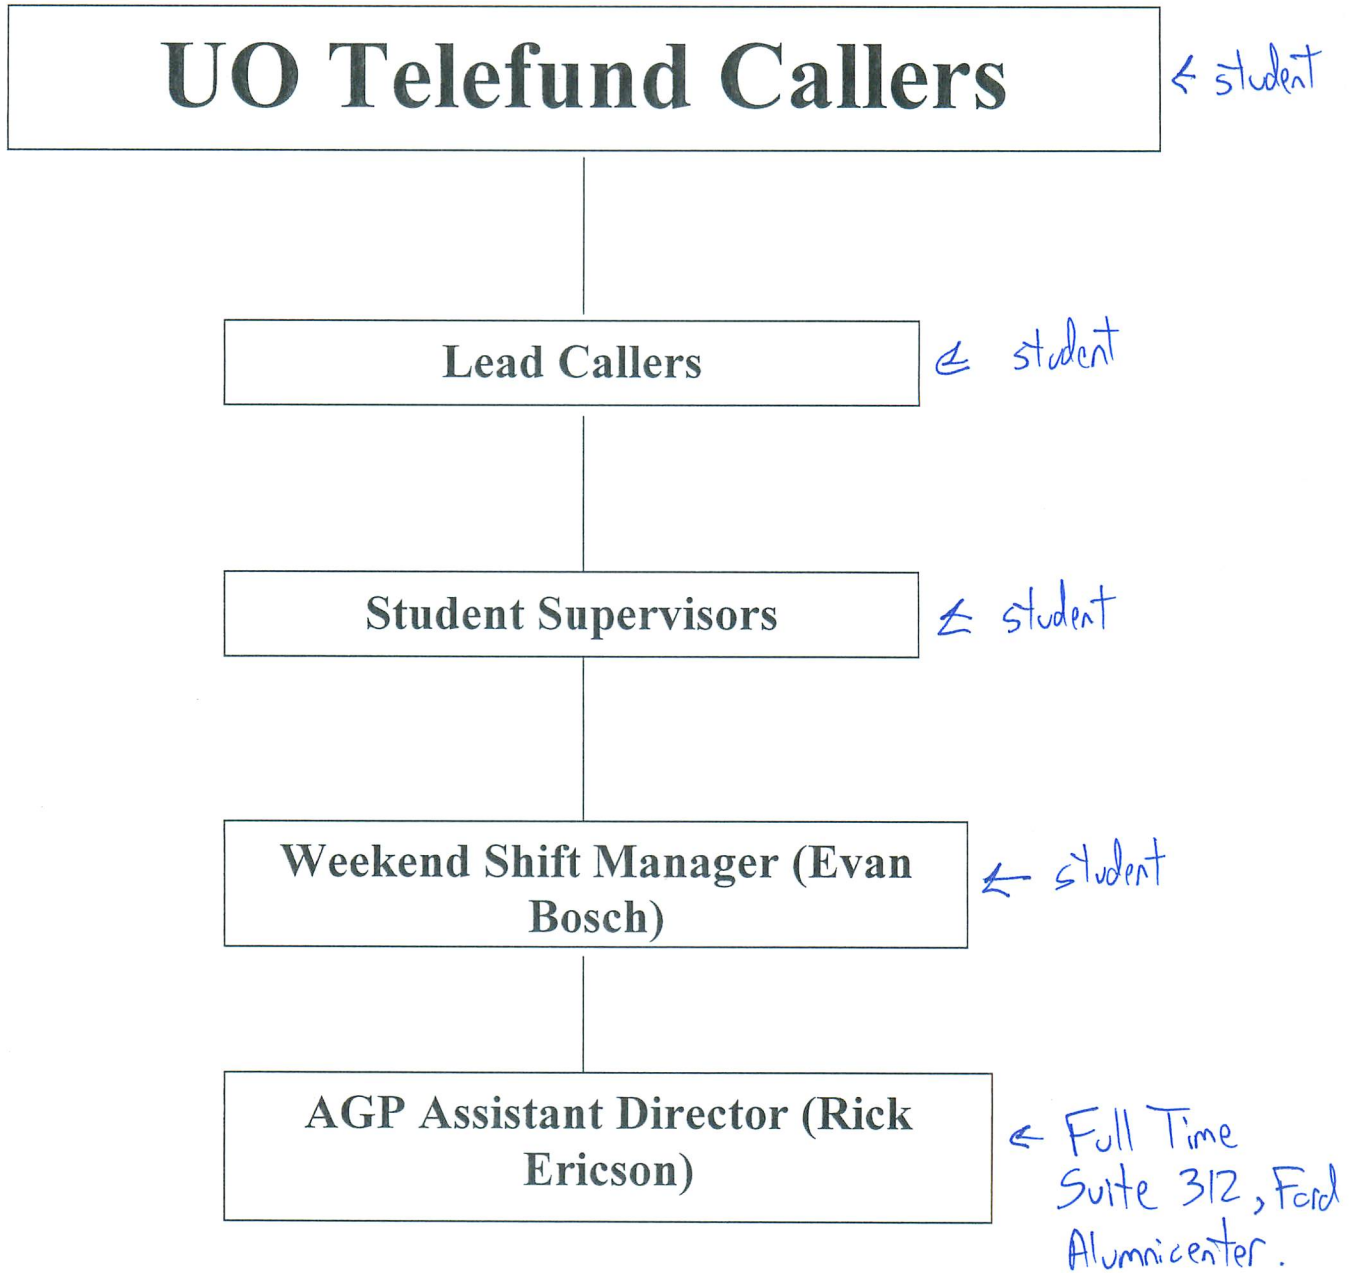 UO Telefund Callers
← student
Lead Callers
← student
Student Supervisors
← student
Weekend Shift Manager (Evan
Bosch)
← student
AGP Assistant Director (Rick
Ericson)
← Full Time
Suite 312, Ford
Alumnicenter.